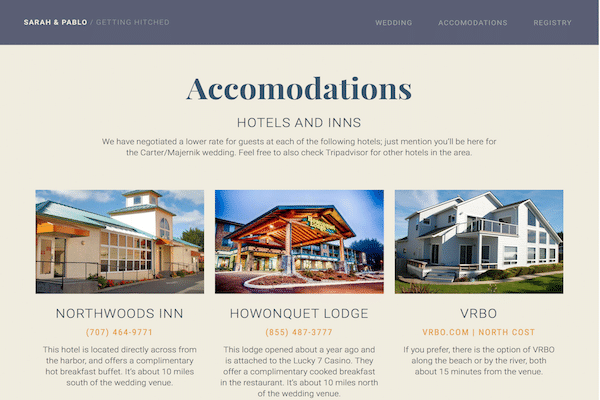 SARAH & PABLO / GETTING HITCHED
WEDDING
ACCOMODATIONS
REGISTRY
Accomodations
HOTELS AND INNS
We have negotiated a lower rate for guests at each of the following hotels; just mention you'll be here for
the Carter/Majernik wedding. Feel free to also check Tripadvisor for other hotels in the area.
NORTHWOODS INN
(707) 464-9771
This hotel is located directly across from
the harbor, and offers a complimentary
hot breakfast buffet. It's about 10 miles
south of the wedding venue.
HOWONQUET LODGE
(855) 487-3777
This lodge opened about a year ago and
is attached to the Lucky 7 Casino. They
offer a complimentary cooked breakfast
in the restaurant. It's about 10 miles north
of the wedding venue.
VRBO
VRBO.COM | NORTH COST
If you prefer, there is the option of VRBO
along the beach or by the river, both
about 15 minutes from the venue.